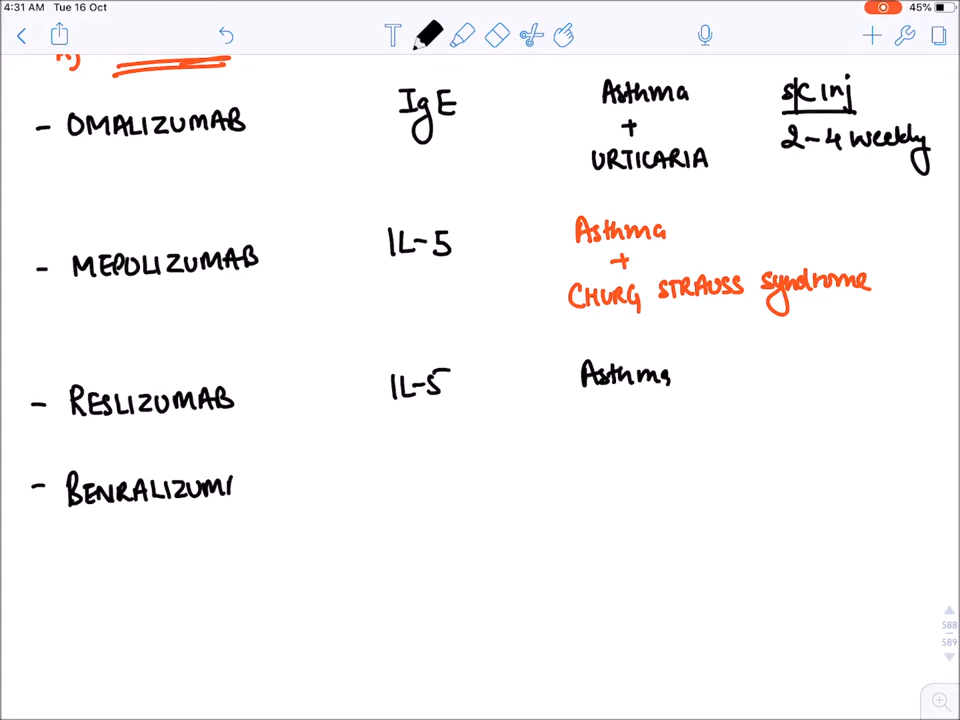 4:31 AM Tue 16 Oct
45%
T
- OMALIZUMAB IgE Asthma + URTICARIA s/c Inj 2-4 weekly
- MEPOLIZUMAB IL-5 Asthma + CHURG STRAUSS syndrome
- RESLIZUMAB IL-5 Asthma
- BENRALIZUM
588
589